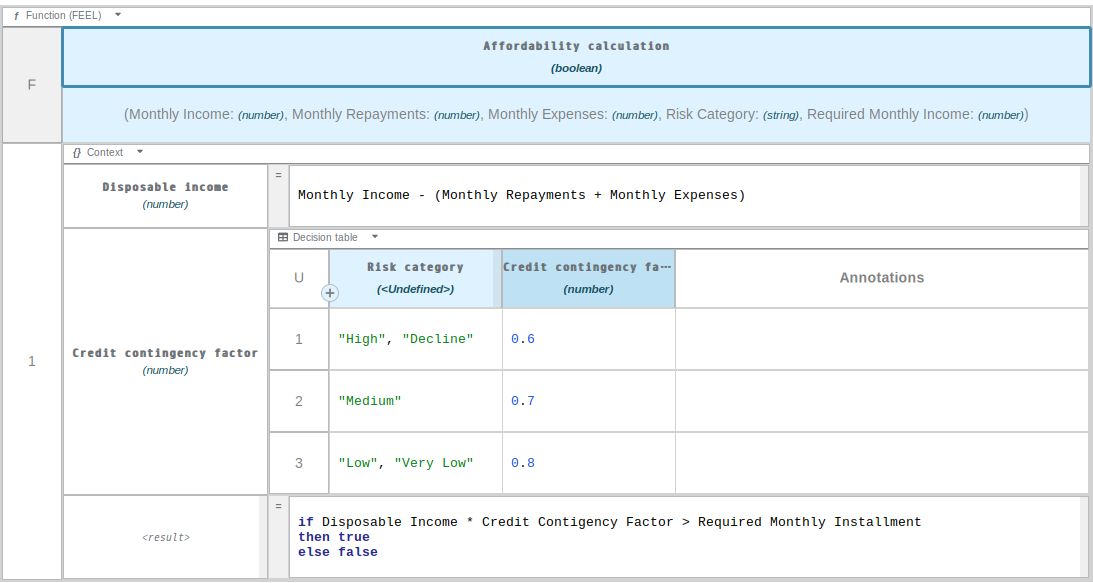 f Function (FEEL)
F
Affordability calculation
(boolean)
(Monthly Income: (number), Monthly Repayments: (number), Monthly Expenses: (number), Risk Category: (string), Required Monthly Income: (number))
1
{} Context
Disposable income
(number)
=
Monthly Income - (Monthly Repayments + Monthly Expenses)
Credit contingency factor
(number)
Decision table
U
Risk category
(<Undefined>)
Credit contingency fa…
(number)
Annotations
1
"High", "Decline"
0.6
2
"Medium"
0.7
3
"Low", "Very Low"
0.8
<result>
=
if Disposable Income * Credit Contigency Factor > Required Monthly Installment
then true
else false